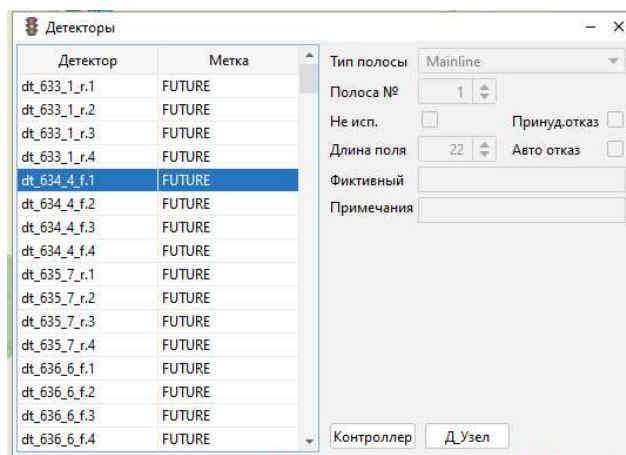 Детекторы
Детектор Метка
dt_633_1_r.1 FUTURE
dt_633_1_r.2 FUTURE
dt_633_1_r.3 FUTURE
dt_633_1_r.4 FUTURE
dt_634_4_f.1 FUTURE
dt_634_4_f.2 FUTURE
dt_634_4_f.3 FUTURE
dt_634_4_f.4 FUTURE
dt_635_7_r.1 FUTURE
dt_635_7_r.2 FUTURE
dt_635_7_r.3 FUTURE
dt_635_7_r.4 FUTURE
dt_636_6_f.1 FUTURE
dt_636_6_f.2 FUTURE
dt_636_6_f.3 FUTURE
dt_636_6_f.4 FUTURE
Тип полосы Mainline
Полоса № 1
Не исп. Принуд.отказ
Длина поля 22 Авто отказ
Фиктивный
Примечания
Контроллер Д_Узел